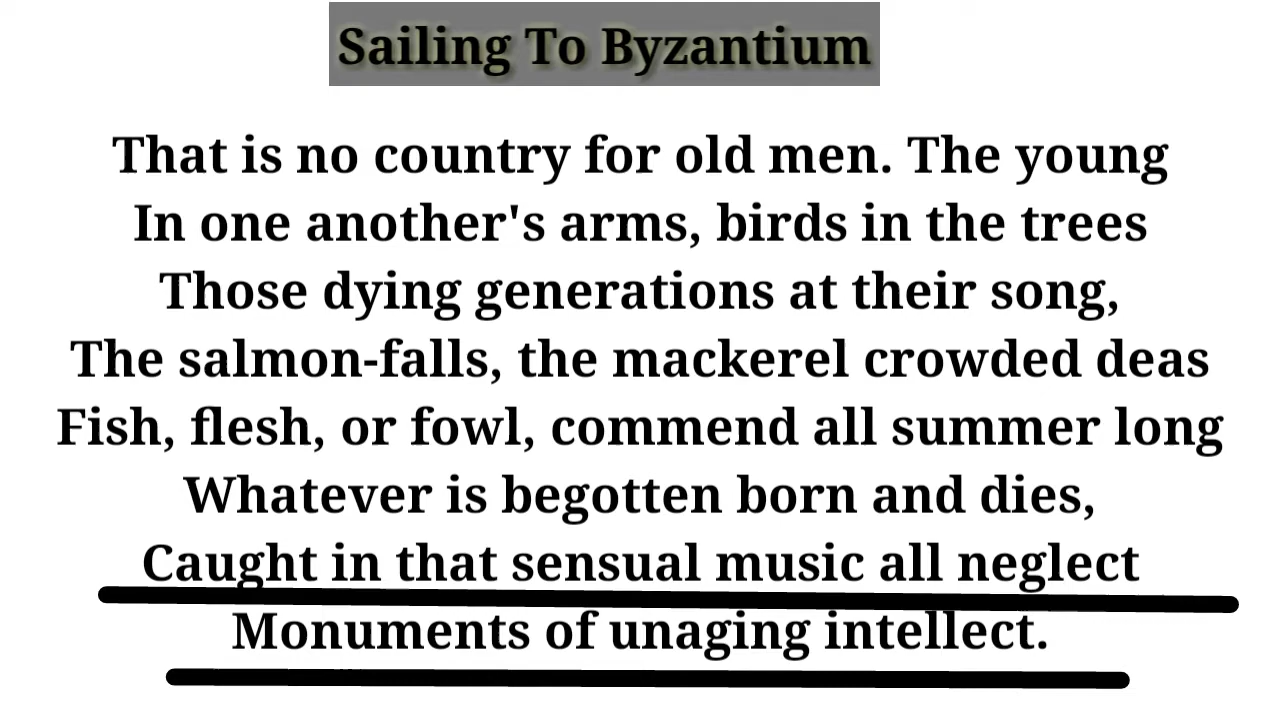 Sailing To Byzantium
That is no country for old men. The young
In one another's arms, birds in the trees
Those dying generations at their song,
The salmon-falls, the mackerel crowded deas
Fish, flesh, or fowl, commend all summer long
Whatever is begotten born and dies,
Caught in that sensual music all neglect
Monuments of unaging intellect.